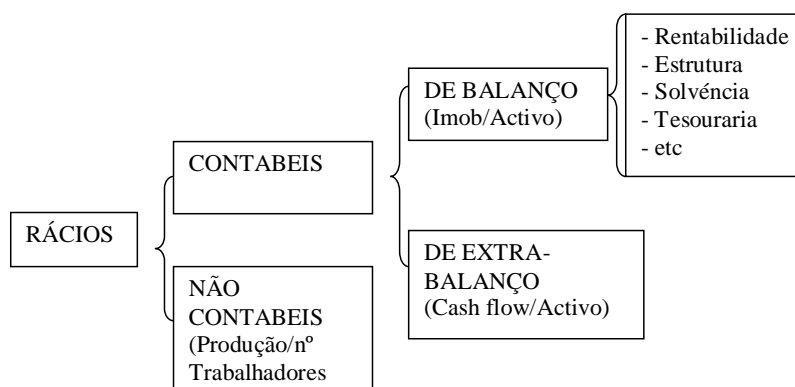 RÁCIOS
CONTABEIS
NÃO
CONTABEIS
(Produção/nº
Trabalhadores
DE BALANÇO
(Imob/Activo)
DE EXTRA-
BALANÇO
(Cash flow/Activo)
- Rentabilidade
- Estrutura
- Solvéncia
- Tesouraria
- etc